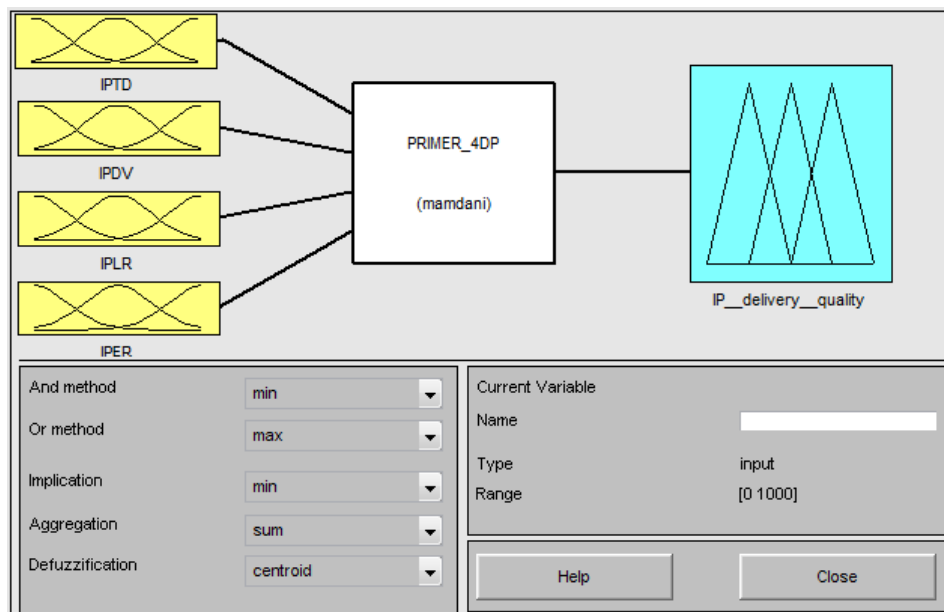 IPTD
IPDV
IPLR
IPER
PRIMER_4DP
(mamdani)
IP__delivery__quality
And method
min
Or method
max
Implication
min
Aggregation
sum
Defuzzification
centroid
Current Variable
Name
Type
input
Range
[0 1000]
Help
Close